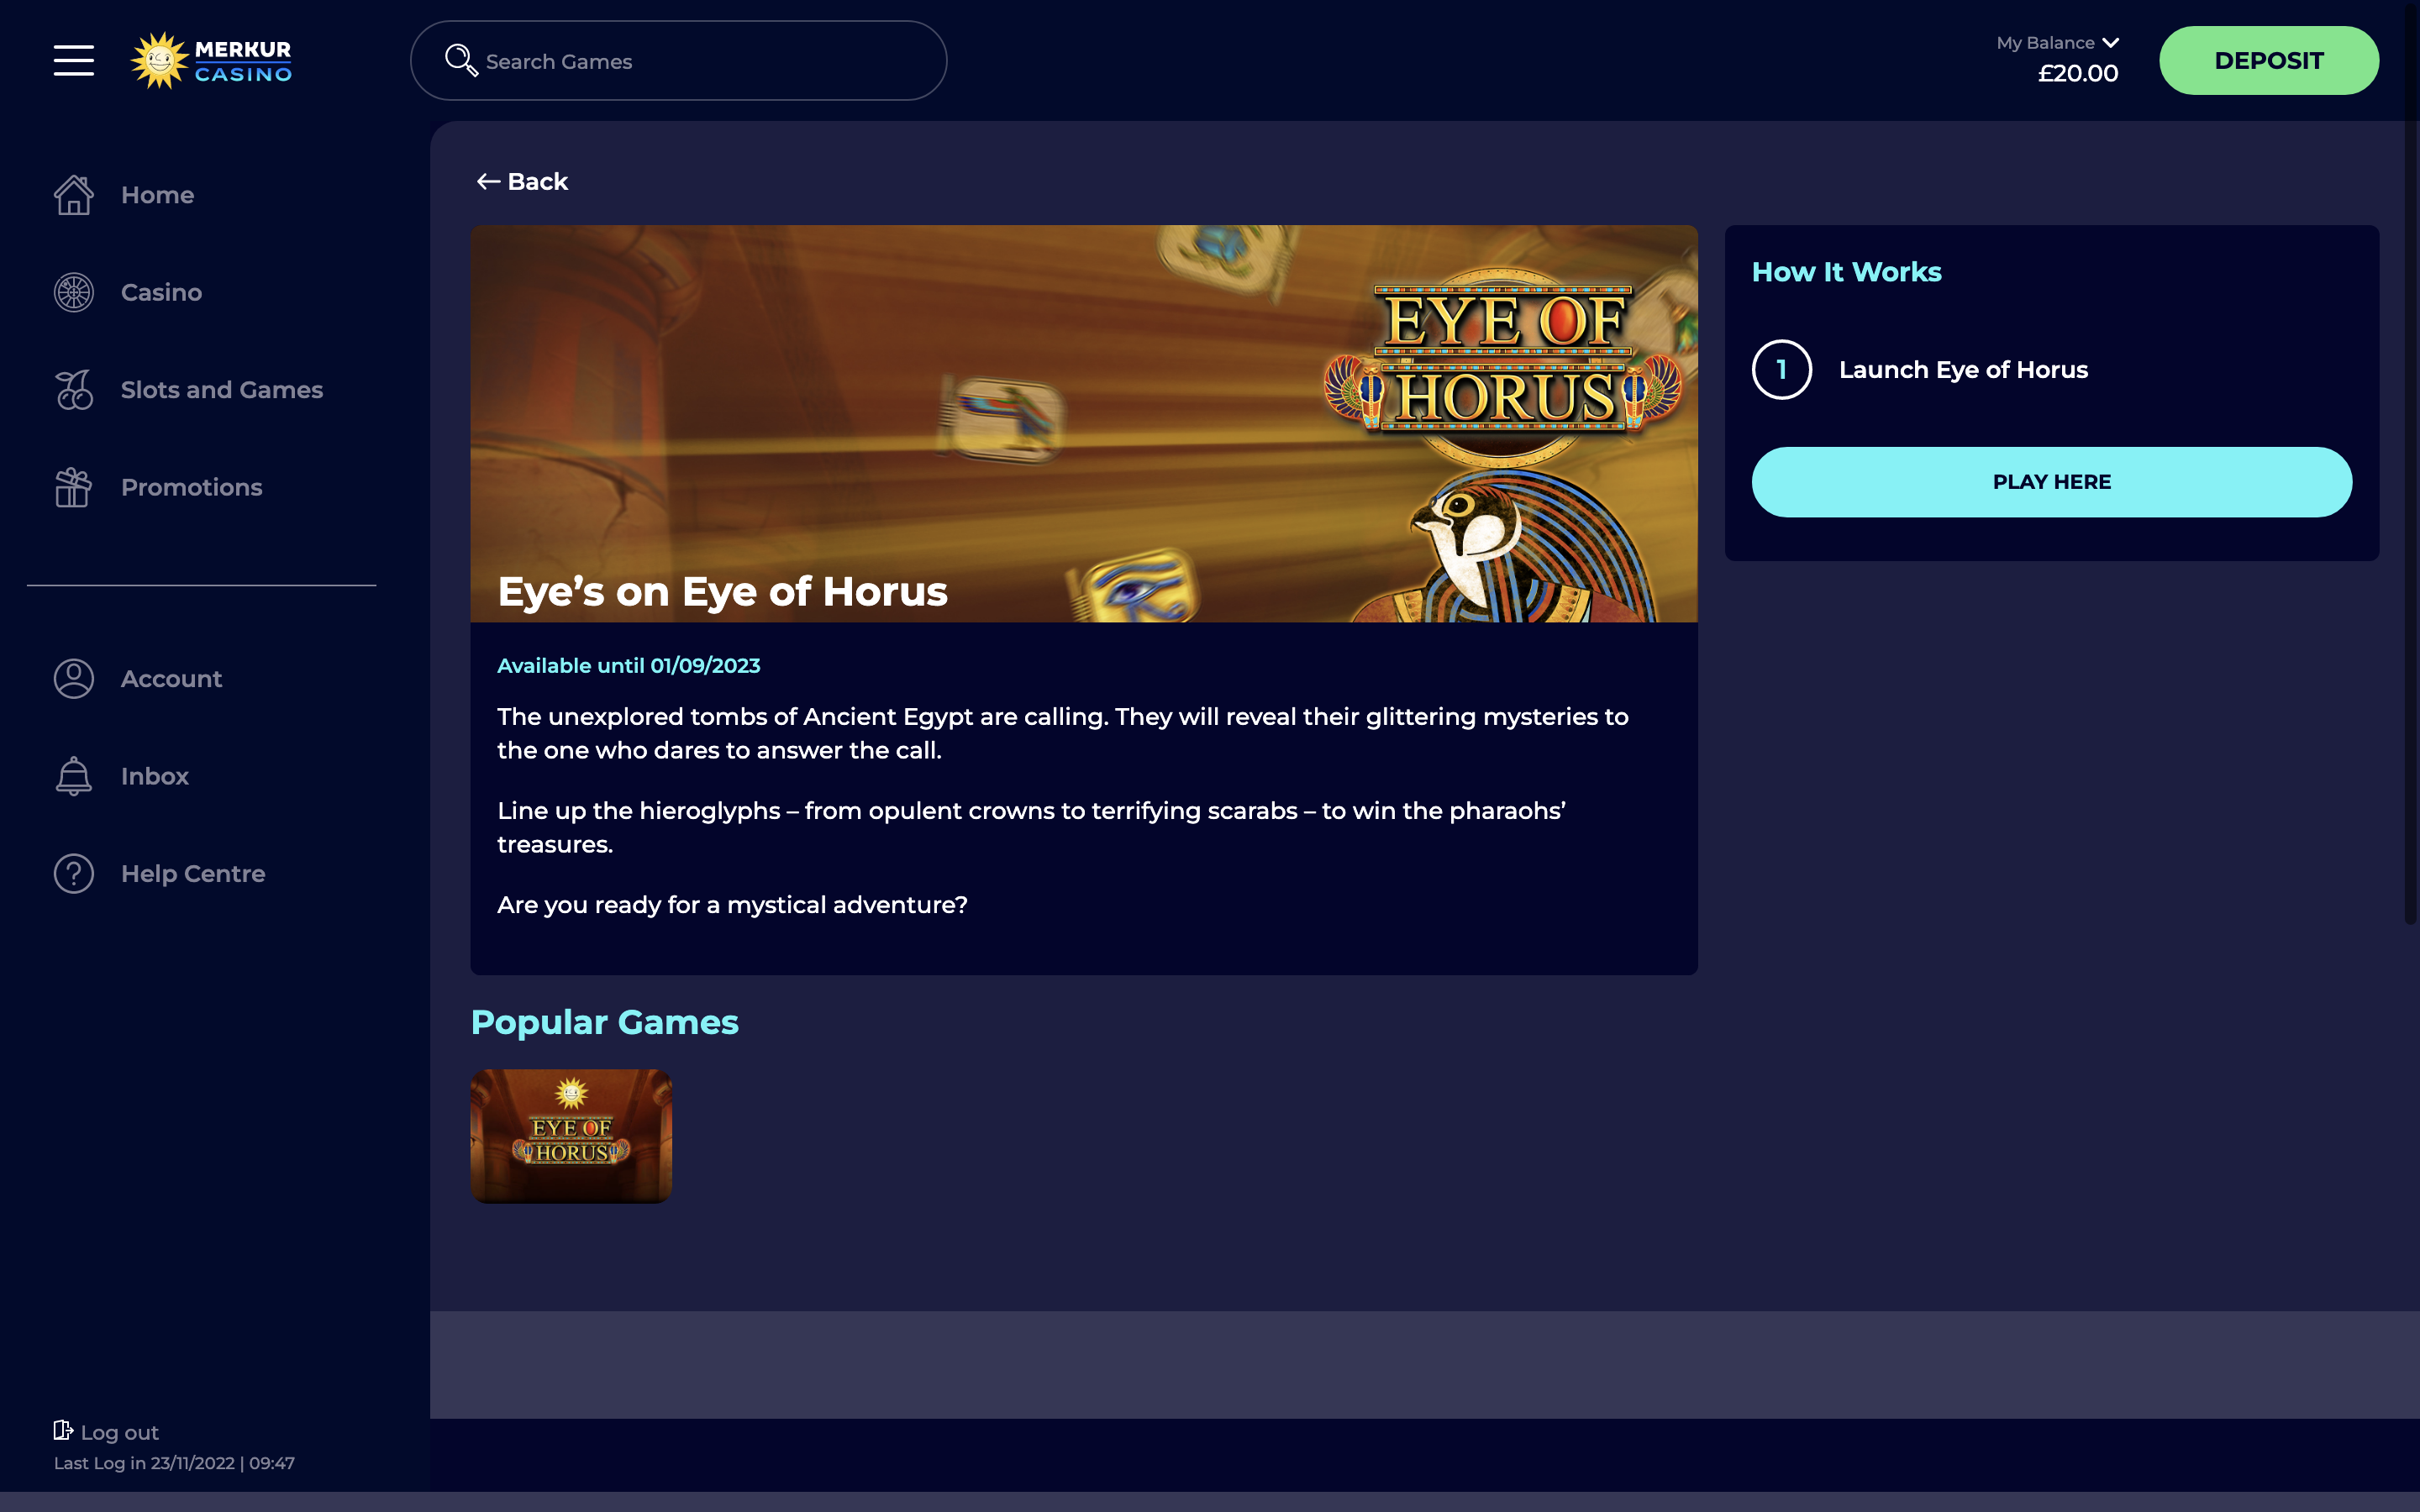 MERKUR
CASINO
Search Games
My Balance
£20.00
DEPOSIT
Home
Casino
Slots and Games
Promotions
Account
Inbox
Help Centre
Log out
Last Log in 23/11/2022 | 09:47
Back
EYE OF
HORUS
Eye’s on Eye of Horus
Available until 01/09/2023
The unexplored tombs of Ancient Egypt are calling. They will reveal their glittering mysteries to
the one who dares to answer the call.
Line up the hieroglyphs – from opulent crowns to terrifying scarabs – to win the pharaohs’
treasures.
Are you ready for a mystical adventure?
How It Works
1 Launch Eye of Horus
PLAY HERE
Popular Games
EYE OF
HORUS